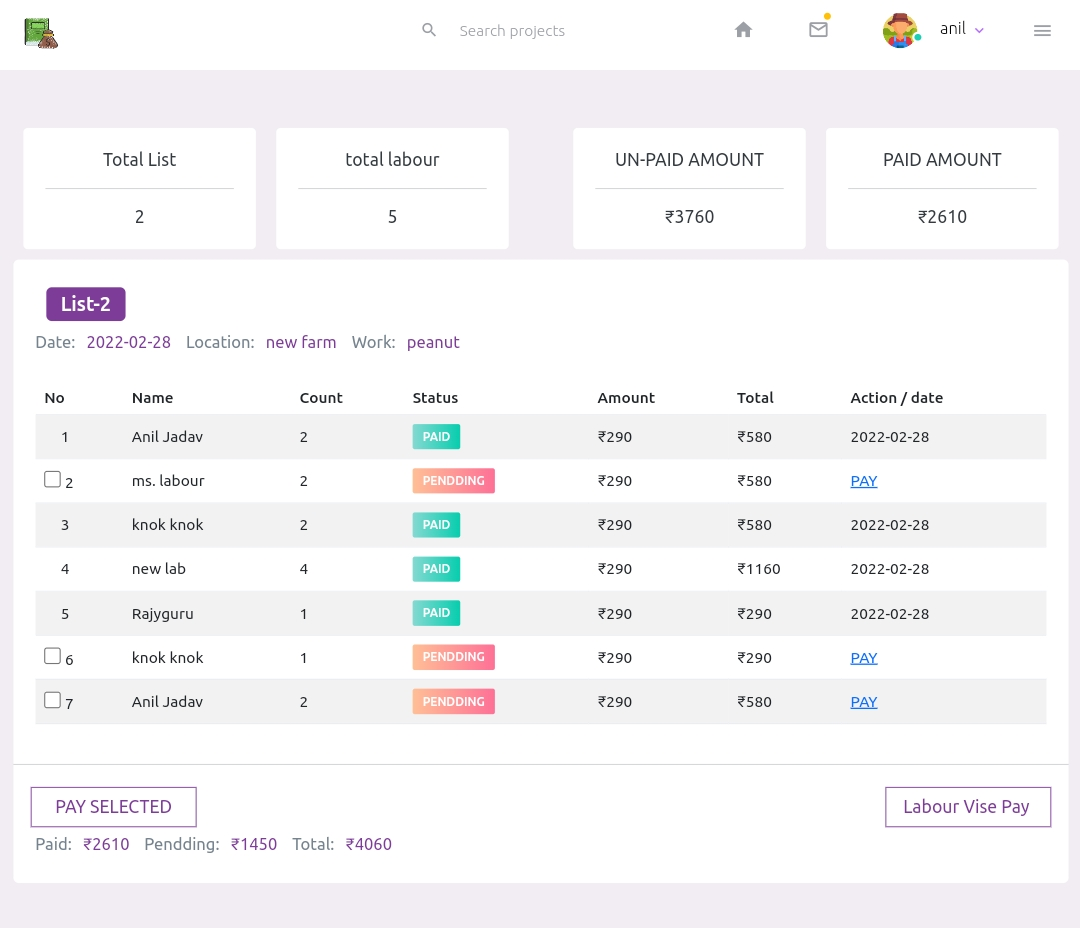 Search projects anil
Total List total labour UN-PAID AMOUNT PAID AMOUNT
2 5 ₹3760 ₹2610
List-2
Date: 2022-02-28 Location: new farm Work: peanut
No Name Count Status Amount Total Action / date
1 Anil Jadav 2 PAID ₹290 ₹580 2022-02-28
2 ms. labour 2 PENDDING ₹290 ₹580 PAY
3 knok knok 2 PAID ₹290 ₹580 2022-02-28
4 new lab 4 PAID ₹290 ₹1160 2022-02-28
5 Rajyguru 1 PAID ₹290 ₹290 2022-02-28
6 knok knok 1 PENDDING ₹290 ₹290 PAY
7 Anil Jadav 2 PENDDING ₹290 ₹580 PAY
PAY SELECTED Labour Vise Pay
Paid: ₹2610 Pendding: ₹1450 Total: ₹4060